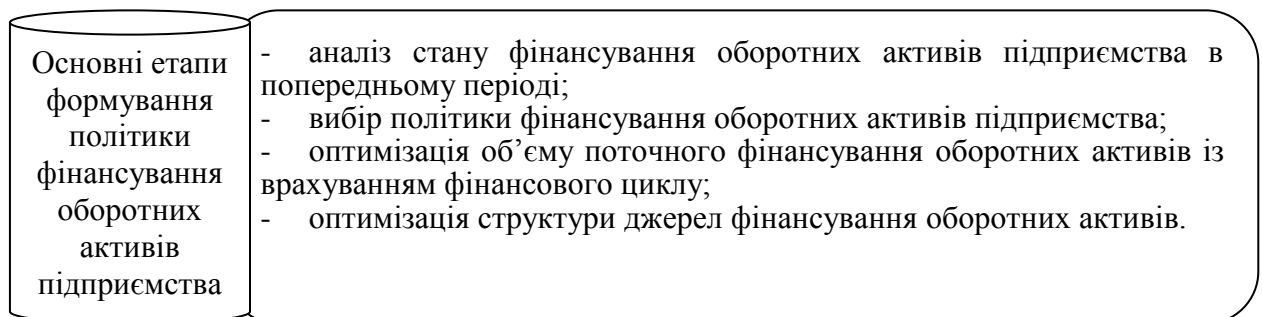 Основні етапи
формування
політики
фінансування
оборотних
активів
підприємства
- аналіз стану фінансування оборотних активів підприємства в
попередньому періоді;
- вибір політики фінансування оборотних активів підприємства;
- оптимізація об’єму поточного фінансування оборотних активів із
врахуванням фінансового циклу;
- оптимізація структури джерел фінансування оборотних активів.